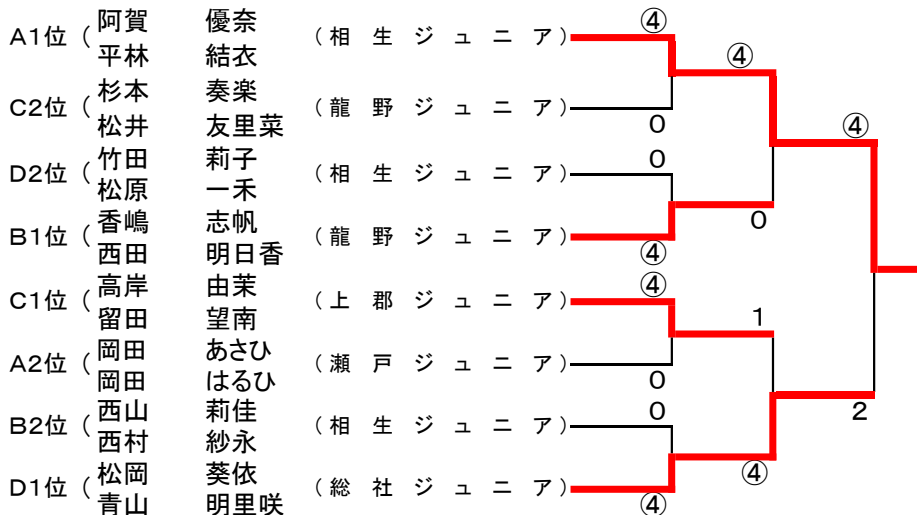 阿賀 優奈 ④
A1位 ( (相生ジュニア) ④
平林 結衣 ④
杉本 奏楽
C2位 ( (龍野ジュニア)
松井 友里菜 0
竹田 莉子 0
D2位 ( (相生ジュニア)
松原 一禾
香嶋 志帆 0
B1位 ( (龍野ジュニア)
西田 明日香 ④
高岸 由茉 ④
C1位 ( (上郡ジュニア)
留田 望南 1
岡田 あさひ
A2位 ( (瀬戸ジュニア)
岡田 はるひ 0
西山 莉佳 0 2
B2位 ( (相生ジュニア)
西村 紗永
松岡 葵依 ④
D1位 ( (総社ジュニア)
青山 明里咲 ④